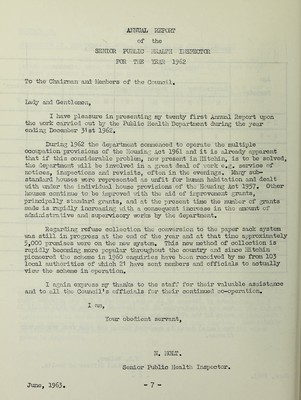 ANNUAL REPORT
of the
SENIOR PUBLIC HEALTH INSPECTOR
FOR THE YEAR 1962
To the Chairman and Members of the Council.
Lady and Gentlemen,
I have pleasure in presenting my twenty first Annual Report upon
the work carried out by the Public Health Department during the year
ending December 31st 1962.
During 1962 the department commenced to operate the multiple
occupation provisions of the Housing Act 1961 and it is already apparent
that if this considerable problem, now present in Hitchin, is to be solved,
the department will be involved in a great deal of work e.g. service of
notices, inspections and revisits, often in the evenings. Many sub-
standard houses were represented as unfit for human habitation and dealt
with under the individual house provisions of the Housing Act 1957. Other
houses continue to be improved with the aid of improvement grants,
principally standard grants, and at the present time the number of grants
made is rapidly increasing with a consequent increase in the amount of
administrative and supervisory works by the department.
Regarding refuse collection the conversion to the paper sack system
was still in progress at the end of the year and at that time approximately
5,000 premises were on the new system. This new method of collection is
rapidly becoming more popular throughout the country and since Hitchin
pioneered the scheme in 1960 enquiries have been received by me from 103
local authorities of which 21 have sent members and officials to actually
view the scheme in operation.
I again express my thanks to the staff for their valuable assistance
and to all the Council's officials for their continued co-operation.
I am,
Your obedient servant,
N. HOLT.
Senior Public Health Inspector.
June, 1963.
- 7 -